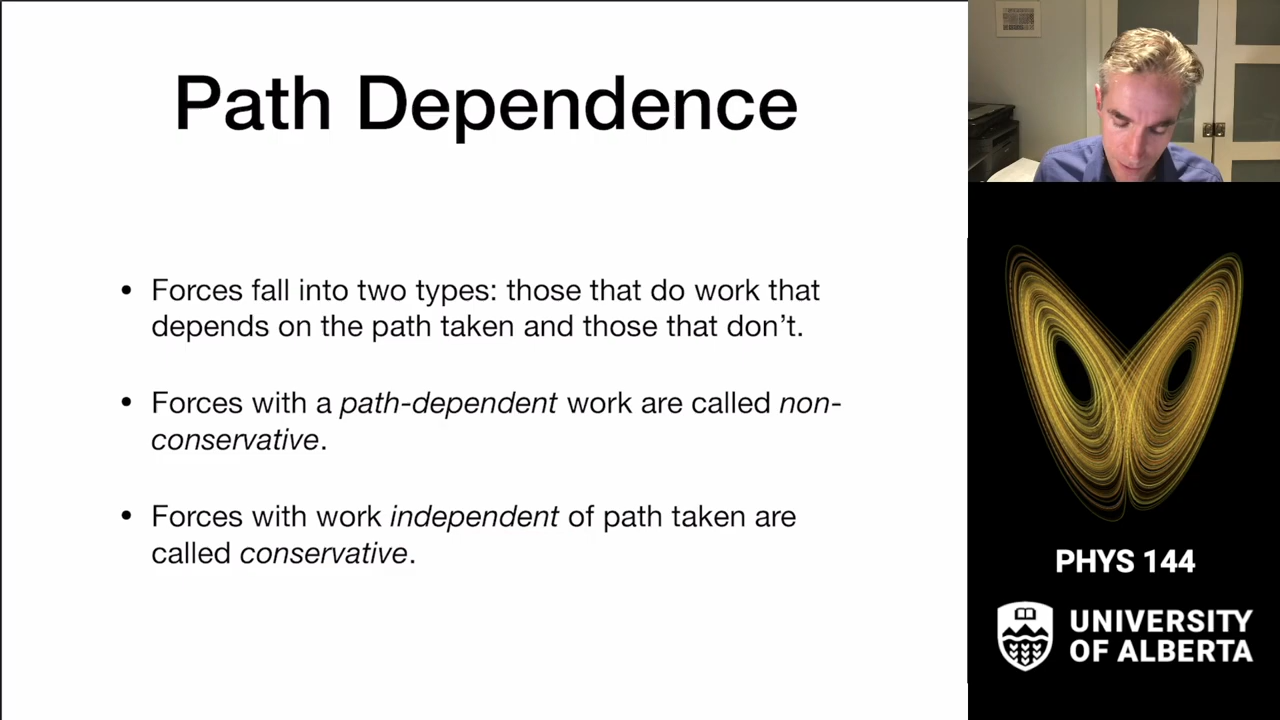 Path Dependence
• Forces fall into two types: those that do work that
depends on the path taken and those that don’t.
• Forces with a path-dependent work are called non-
conservative.
• Forces with work independent of path taken are
called conservative.
PHYS 144
UNIVERSITY
OF ALBERTA